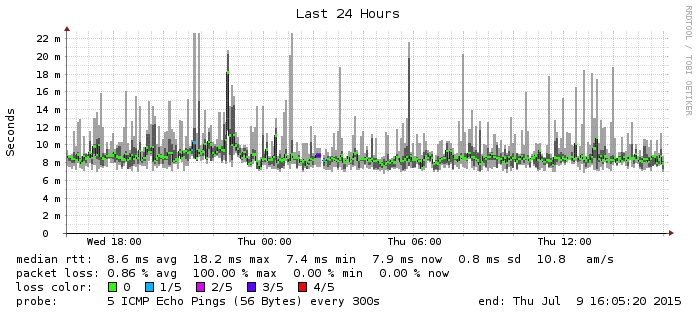 Last 24 Hours
RRDTOOL / TOBI OETIKER
Seconds
22 m
20 m
18 m
16 m
14 m
12 m
10 m
8 m
6 m
4 m
2 m
0
Wed 18:00 Thu 00:00 Thu 06:00 Thu 12:00
median rtt: 8.6 ms avg 18.2 ms max 7.4 ms min 7.9 ms now 0.8 ms sd 10.8 am/s
packet loss: 0.86 % avg 100.00 % max 0.00 % min 0.00 % now
loss color: 0 1/5 2/5 3/5 4/5
probe: 5 ICMP Echo Pings (56 Bytes) every 300s end: Thu Jul 9 16:05:20 2015